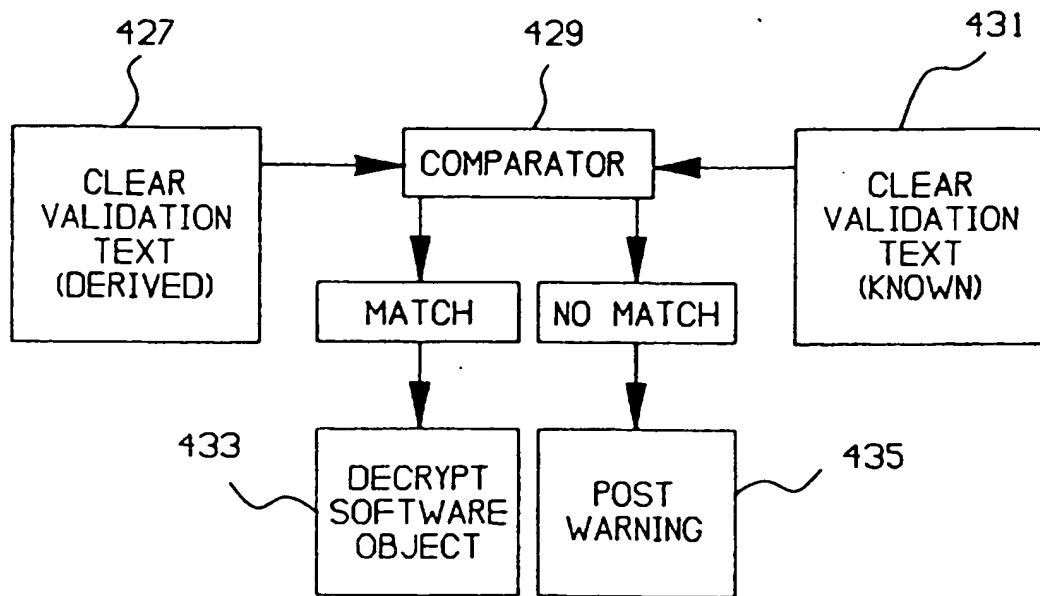 427
429
431
CLEAR
VALIDATION
TEXT
(DERIVED)
COMPARATOR
CLEAR
VALIDATION
TEXT
(KNOWN)
MATCH
NO MATCH
433
DECRYPT
SOFTWARE
OBJECT
POST
WARNING
435